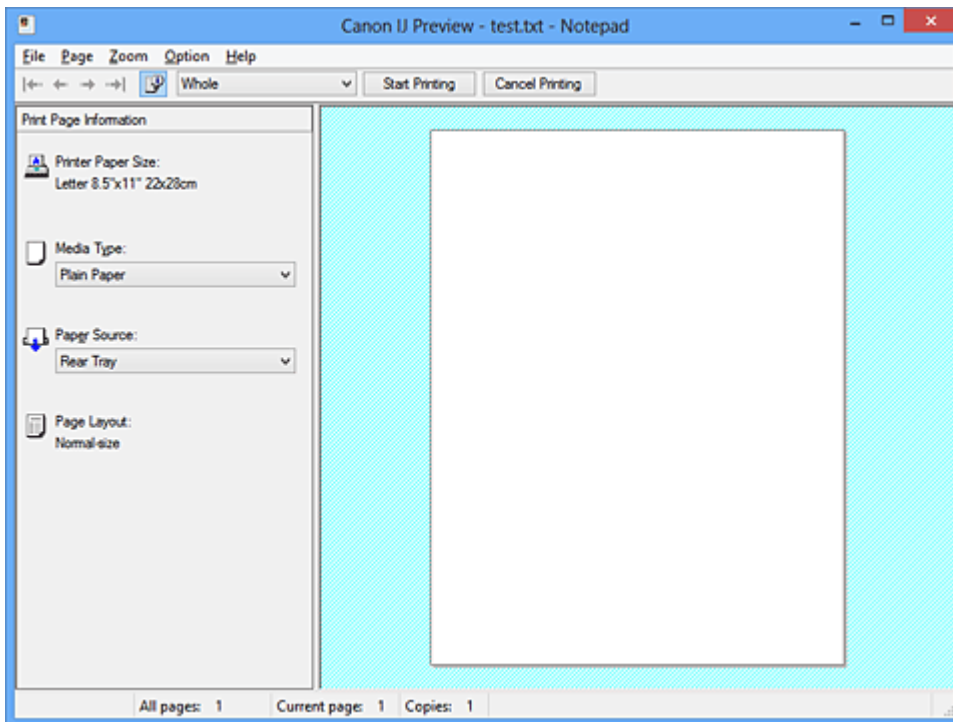 Canon IJ Preview - test.txt - Notepad
File Page Zoom Option Help
Whole Start Printing Cancel Printing
Print Page Information
Printer Paper Size:
Letter 8.5"x11" 22x28cm
Media Type:
Plain Paper
Paper Source:
Rear Tray
Page Layout:
Normal-size
All pages: 1 Current page: 1 Copies: 1